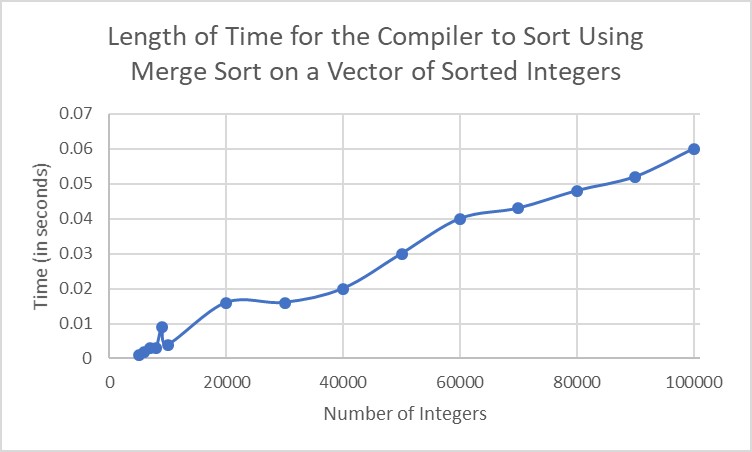 Length of Time for the Compiler to Sort Using
Merge Sort on a Vector of Sorted Integers
0.07
0.06
0.05
0.04
0.03
0.02
0.01
0
Time (in seconds)
0 20000 40000 60000 80000 100000
Number of Integers